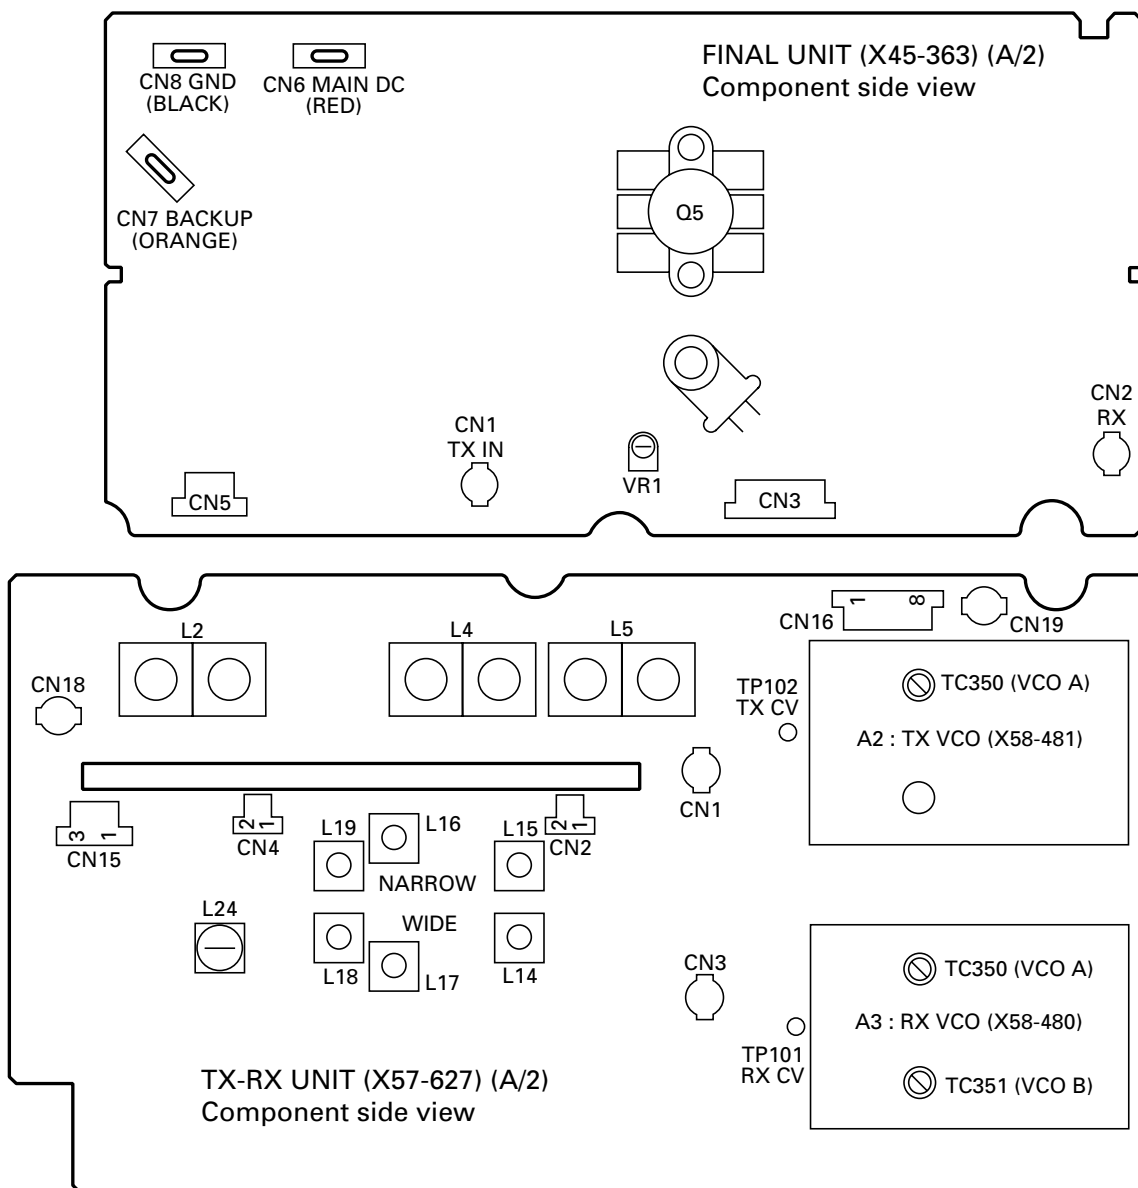 FINAL UNIT (X45-363) (A/2)
Component side view
CN8 GND
(BLACK)
CN6 MAIN DC
(RED)
CN7 BACKUP
(ORANGE)
Q5
CN1
TX IN
CN2
RX
VR1
CN5
CN3
CN16
1
8
CN19
L2
L4
L5
CN18
TP102
TX CV
TC350 (VCO A)
A2 : TX VCO (X58-481)
CN1
3
1
CN15
2
1
CN4
L19
L16
L15
2
1
CN2
NARROW
L24
WIDE
L18
L17
L14
CN3
TC350 (VCO A)
A3 : RX VCO (X58-480)
TP101
RX CV
TC351 (VCO B)
TX-RX UNIT (X57-627) (A/2)
Component side view